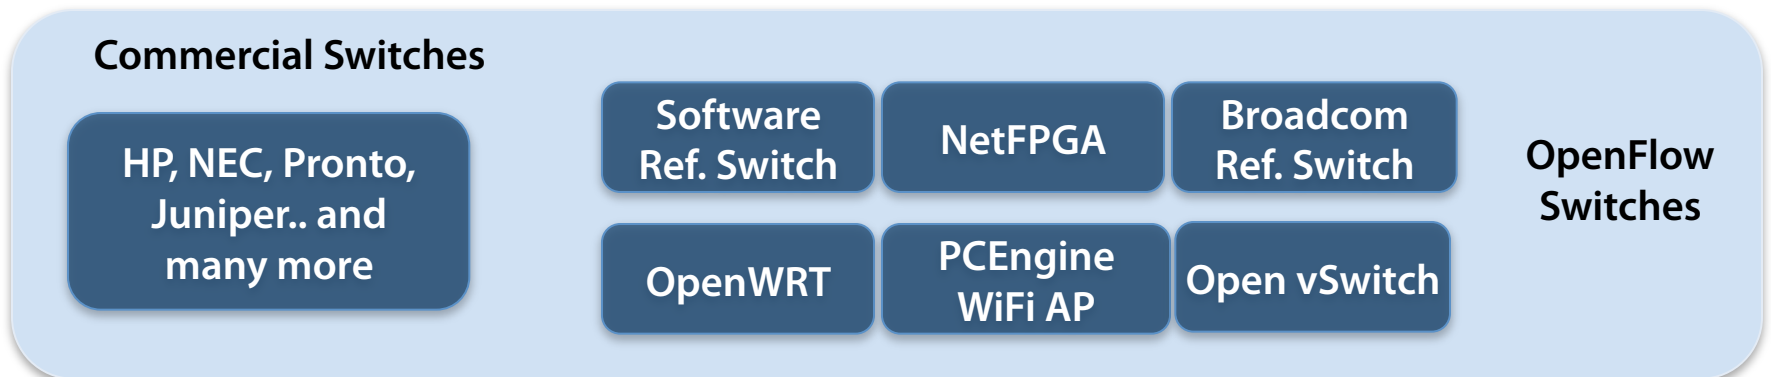 Commercial Switches
HP, NEC, Pronto,
Juniper.. and
many more
Software
Ref. Switch
NetFPGA
Broadcom
Ref. Switch
OpenWRT
PCEngine
WiFi AP
Open vSwitch
OpenFlow
Switches